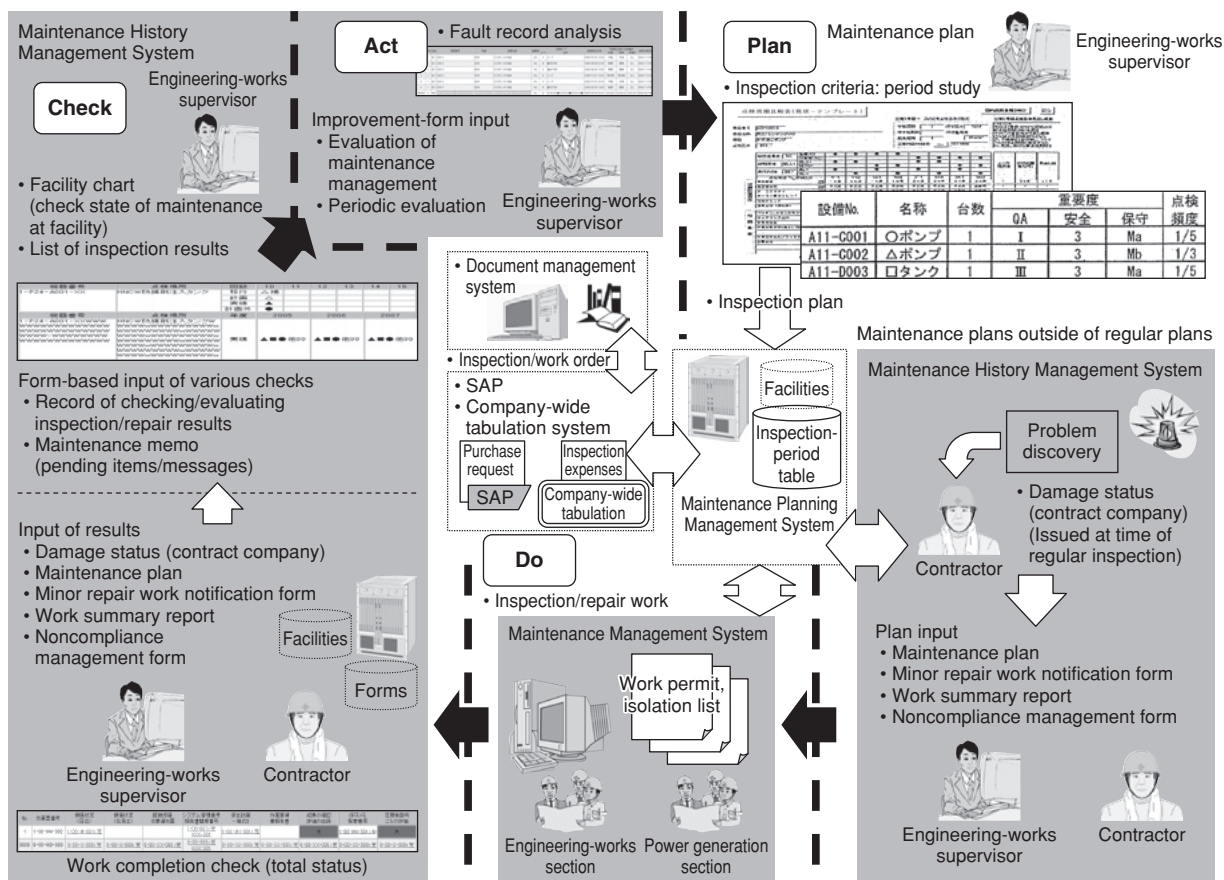 Maintenance History
Management System
Check
Engineering-works
supervisor
• Facility chart
(check state of maintenance
at facility)
• List of inspection results
Form-based input of various checks
• Record of checking/evaluating
inspection/repair results
• Maintenance memo
(pending items/messages)
Input of results
• Damage status (contract company)
• Maintenance plan
• Minor repair work notification form
• Work summary report
• Noncompliance
management form
Facilities
Forms
Engineering-works
supervisor
Contractor
Work completion check (total status)
Act
• Fault record analysis
Improvement-form input
• Evaluation of
maintenance
management
• Periodic evaluation
Engineering-works
supervisor
Plan
Maintenance plan
Engineering-works
supervisor
• Inspection criteria: period study
設備No. 名称 台数 重要度 点検頻度
QA 安全 保守
A11-G001 〇ポンプ 1 Ⅰ 3 Ma 1/5
A11-G002 △ポンプ 1 Ⅱ 3 Mb 1/3
A11-D003 ロタンク 1 Ⅲ 3 Ma 1/5
• Inspection plan
• Document management
system
• Inspection/work order
• SAP
• Company-wide
tabulation system
Purchase
request
SAP
Inspection
expenses
Company-wide
tabulation
Facilities
Inspection-
period
table
Maintenance Planning
Management System
Maintenance plans outside of regular plans
Maintenance History Management System
Problem
discovery
• Damage status
(contract company)
(Issued at time of
regular inspection)
Contractor
Plan input
• Maintenance plan
• Minor repair work notification form
• Work summary report
• Noncompliance management form
Engineering-works
supervisor
Contractor
Do
• Inspection/repair work
Maintenance Management System
Work permit,
isolation list
Engineering-works
section
Power generation
section